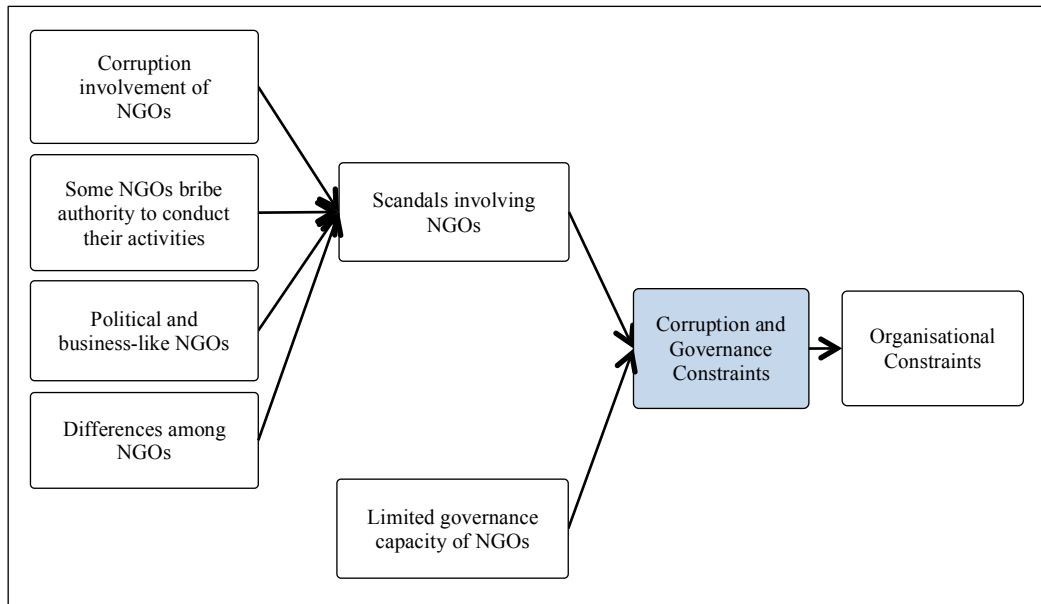 Corruption
involvement of
NGOs
Some NGOs bribe
authority to conduct
their activities
Political and
business-like NGOs
Differences among
NGOs
Scandals involving
NGOs
Limited governance
capacity of NGOs
Corruption and
Governance
Constraints
Organisational
Constraints